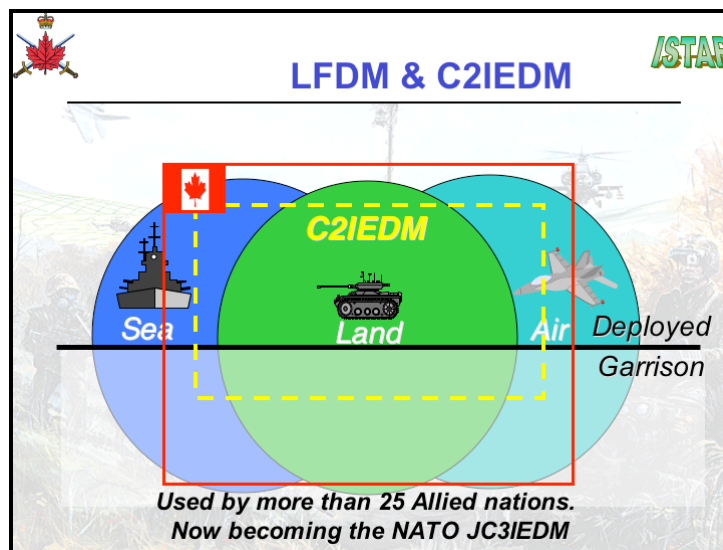 ISTAR
LFDM & C2IEDM
C2IEDM
Sea
Land
Air
Deployed
Garrison
Used by more than 25 Allied nations.
Now becoming the NATO JC3IEDM